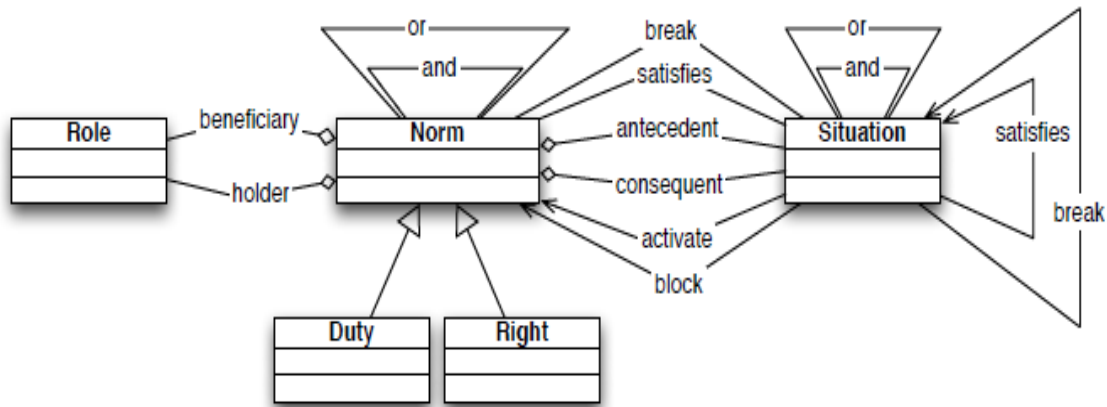 or
break
or
and
satisfies
and
beneficiary
Role
Norm
antecedent
Situation
satisfies
holder
consequent
break
activate
block
Duty
Right